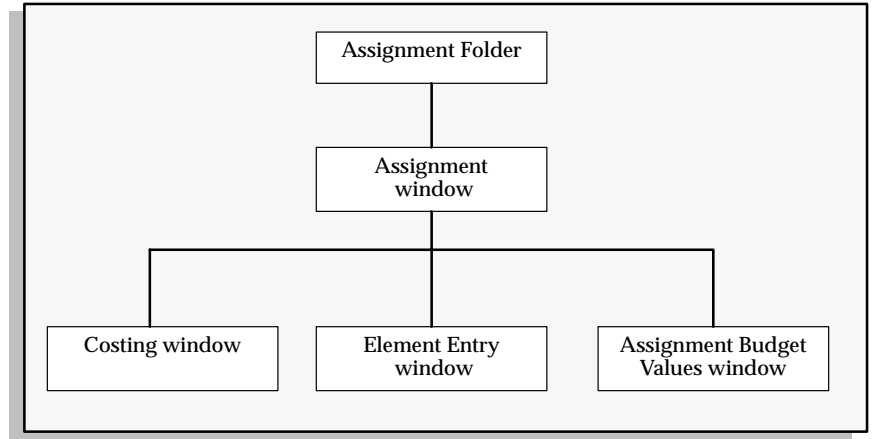 Assignment Folder
Assignment
window
Costing window
Element Entry
window
Assignment Budget
Values window